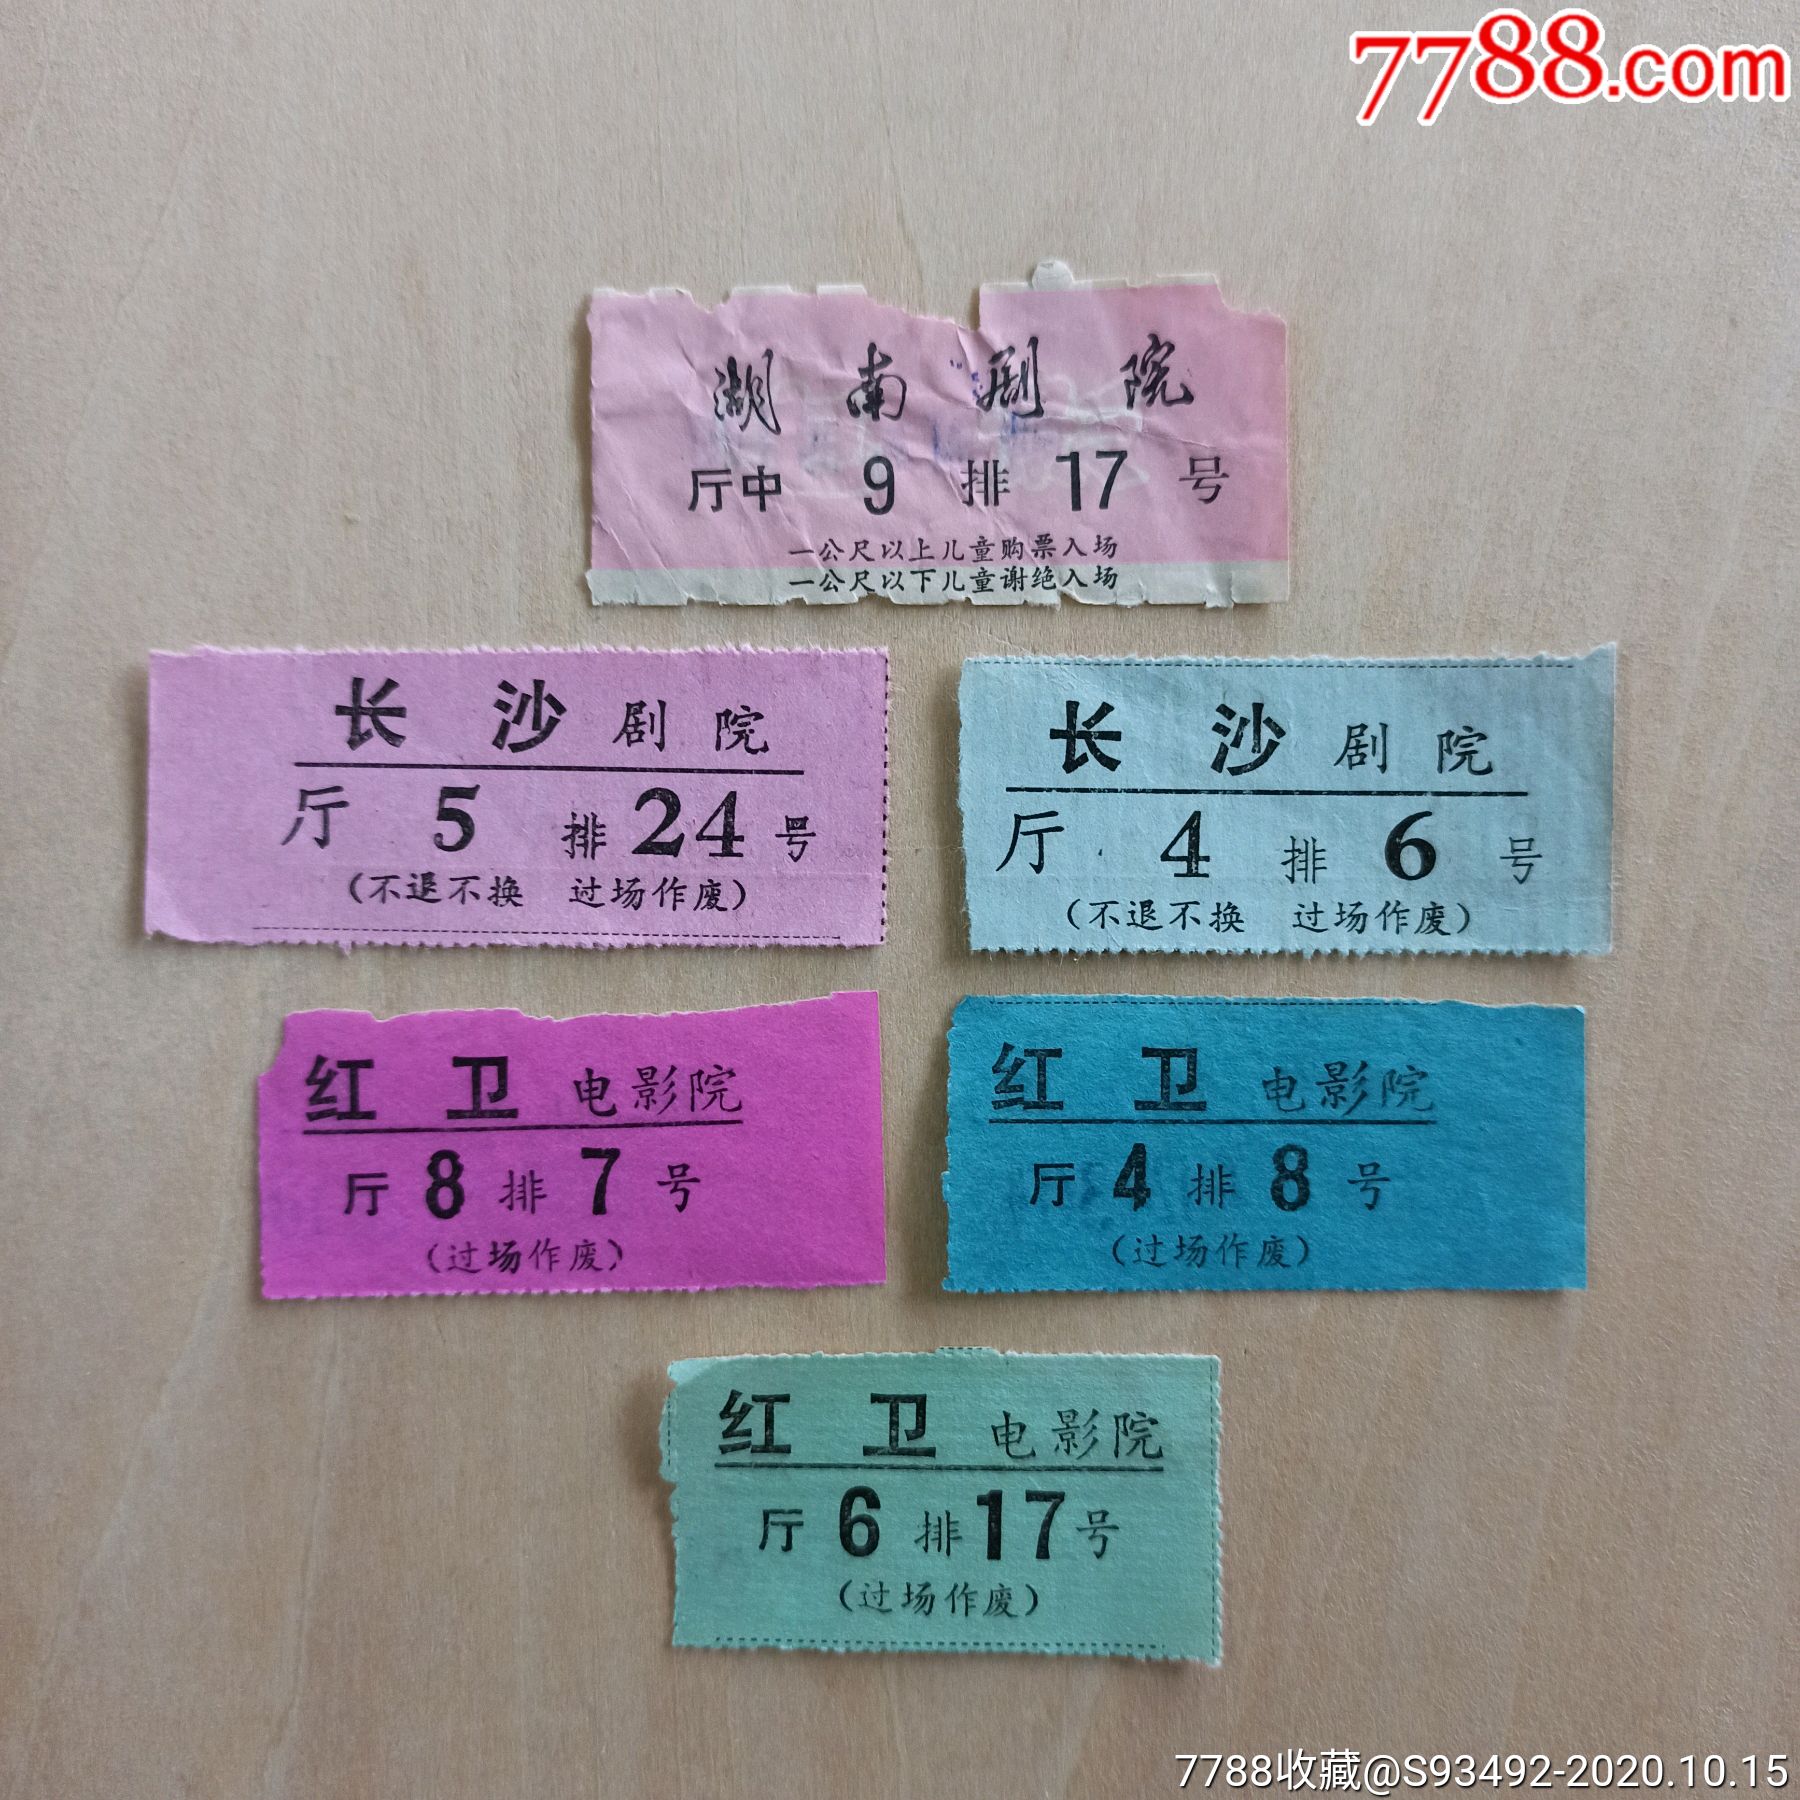 7788.com
湖南剧院
厅中 9 排 17 号
一公尺以上儿童购票入场
一公尺以下儿童谢绝入场
长沙剧院
厅 5 排 24 号
(不退不换 过场作废)
长沙剧院
厅 4 排 6 号
(不退不换 过场作废)
红卫电影院
厅 8 排 7 号
(过场作废)
红卫电影院
厅 4 排 8 号
(过场作废)
红卫电影院
厅 6 排 17 号
(过场作废)
7788收藏@S93492-2020.10.15